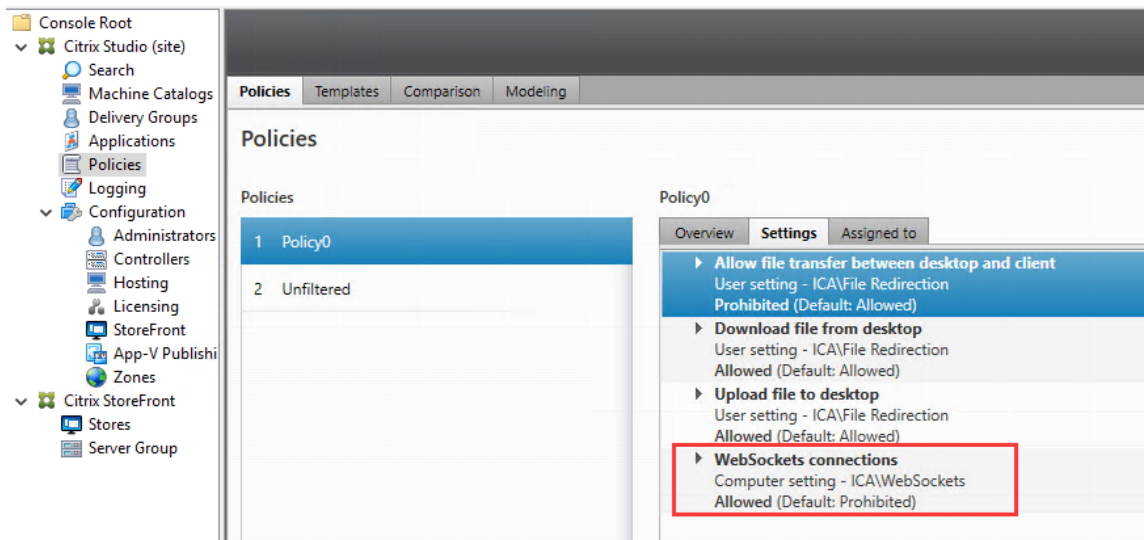 Console Root
Citrix Studio (site)
Search
Machine Catalogs
Delivery Groups
Applications
Policies
Logging
Configuration
Administrators
Controllers
Hosting
Licensing
StoreFront
App-V Publishi
Zones
Citrix StoreFront
Stores
Server Group
Policies Templates Comparison Modeling
Policies
Policies
1 Policy0
2 Unfiltered
Policy0
Overview Settings Assigned to
Allow file transfer between desktop and client
User setting - ICA\File Redirection
Prohibited (Default: Allowed)
Download file from desktop
User setting - ICA\File Redirection
Allowed (Default: Allowed)
Upload file to desktop
User setting - ICA\File Redirection
Allowed (Default: Allowed)
WebSockets connections
Computer setting - ICA\WebSockets
Allowed (Default: Prohibited)